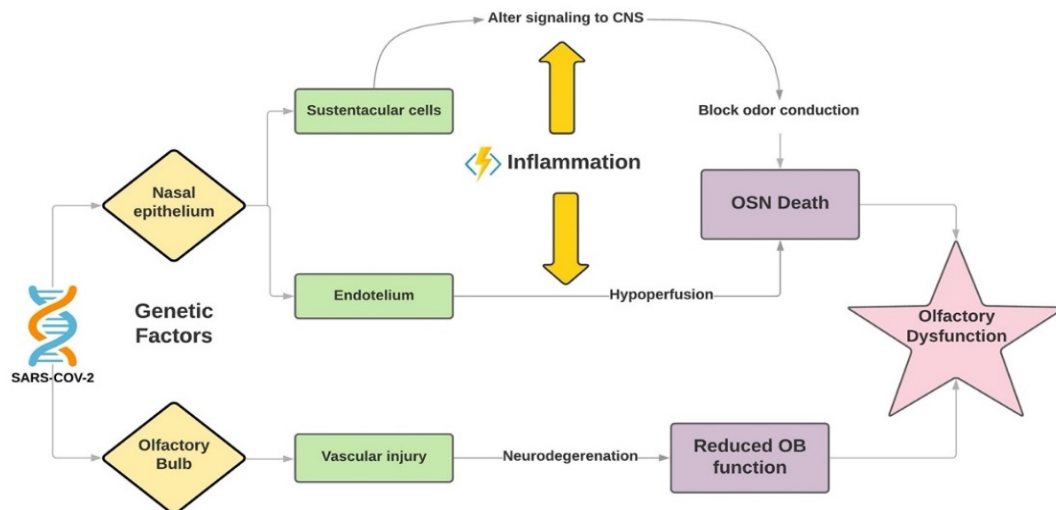 Alter signaling to CNS
Sustentacular cells
Block odor conduction
Inflammation
Nasal
epithelium
OSN Death
Endotelium
Hypoperfusion
Genetic
Factors
Olfactory
Dysfunction
SARS-COV-2
Olfactory
Bulb
Vascular injury
Neurodegerenation
Reduced OB
function